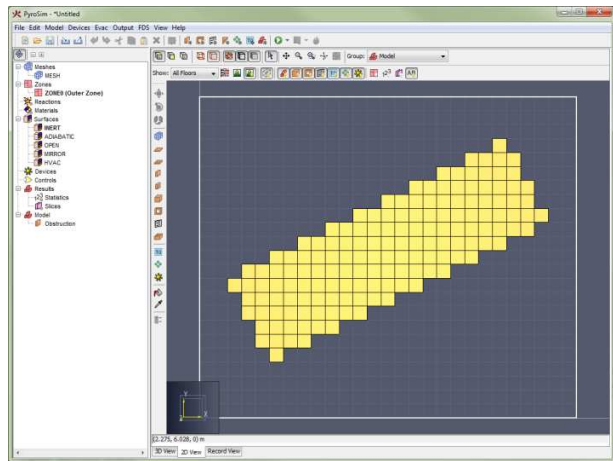 PyroSim - *Untitled
File Edit Model Devices Evac Output FDS View Help
Group: Model
Show: All Floors
Meshes
MESH
Zones
ZONE0 (Outer Zone)
Reactions
Materials
Surfaces
INERT
ADIABATIC
OPEN
MIRROR
HVAC
Devices
Controls
Results
Statistics
Slices
Model
Obstruction
Y
X
(2.275, 6.028, 0) m
3D View 2D View Record View